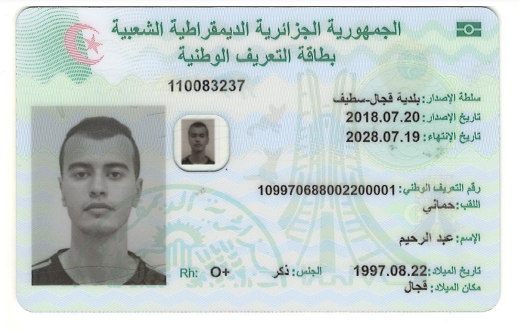 الجمهورية الجزائرية الديمقراطية الشعبية
بطاقة التعريف الوطنية
110083237
سلطة الإصدار: بلدية قجال-سطيف
تاريخ الإصدار: 2018.07.20
تاريخ الإنتهاء: 2028.07.19
رقم التعريف الوطني: 109970688002200001
اللقب: حماني
الإسم: عبد الرحيم
تاريخ الميلاد: 1997.08.22 الجنس: ذكر Rh: O+
مكان الميلاد: قجال